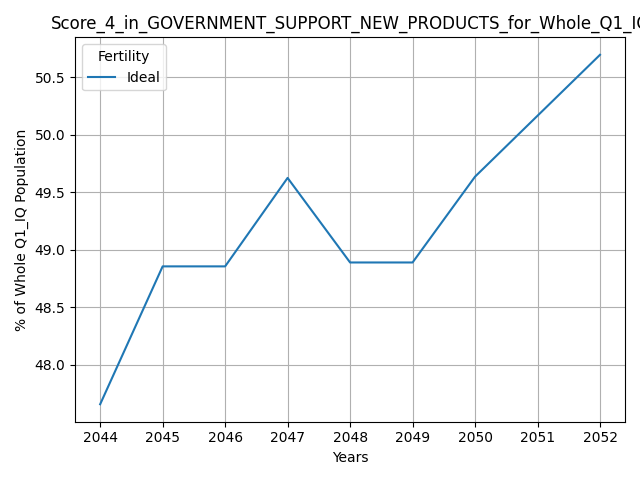 Score_4_in_GOVERNMENT_SUPPORT_NEW_PRODUCTS_for_Whole_Q1_IQ
Fertility
Ideal
% of Whole Q1_IQ Population
50.5
50.0
49.5
49.0
48.5
48.0
2044 2045 2046 2047 2048 2049 2050 2051 2052
Years